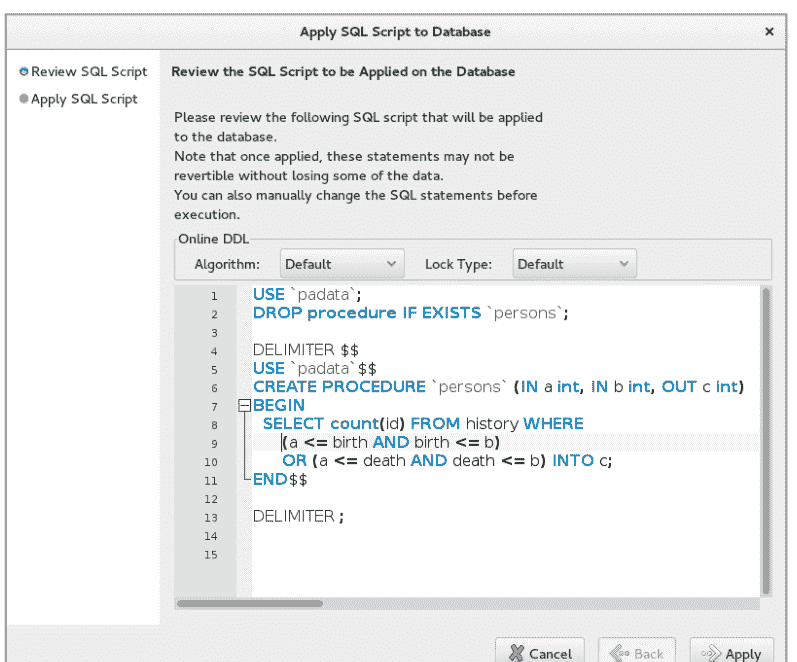 Apply SQL Script to Database
×
Review SQL Script
Apply SQL Script
Review the SQL Script to be Applied on the Database
Please review the following SQL script that will be applied
to the database.
Note that once applied, these statements may not be
revertible without losing some of the data.
You can also manually change the SQL statements before
execution.
Online DDL
Algorithm: Default Lock Type: Default
1 USE `padata`;
2 DROP procedure IF EXISTS `persons`;
3
4 DELIMITER $$
5 USE `padata`$$
6 CREATE PROCEDURE `persons` (IN a int, IN b int, OUT c int)
7 BEGIN
8 SELECT count(id) FROM history WHERE
9 (a <= birth AND birth <= b)
10 OR (a <= death AND death <= b) INTO c;
11 END$$
12
13 DELIMITER ;
14
15
Cancel Back Apply